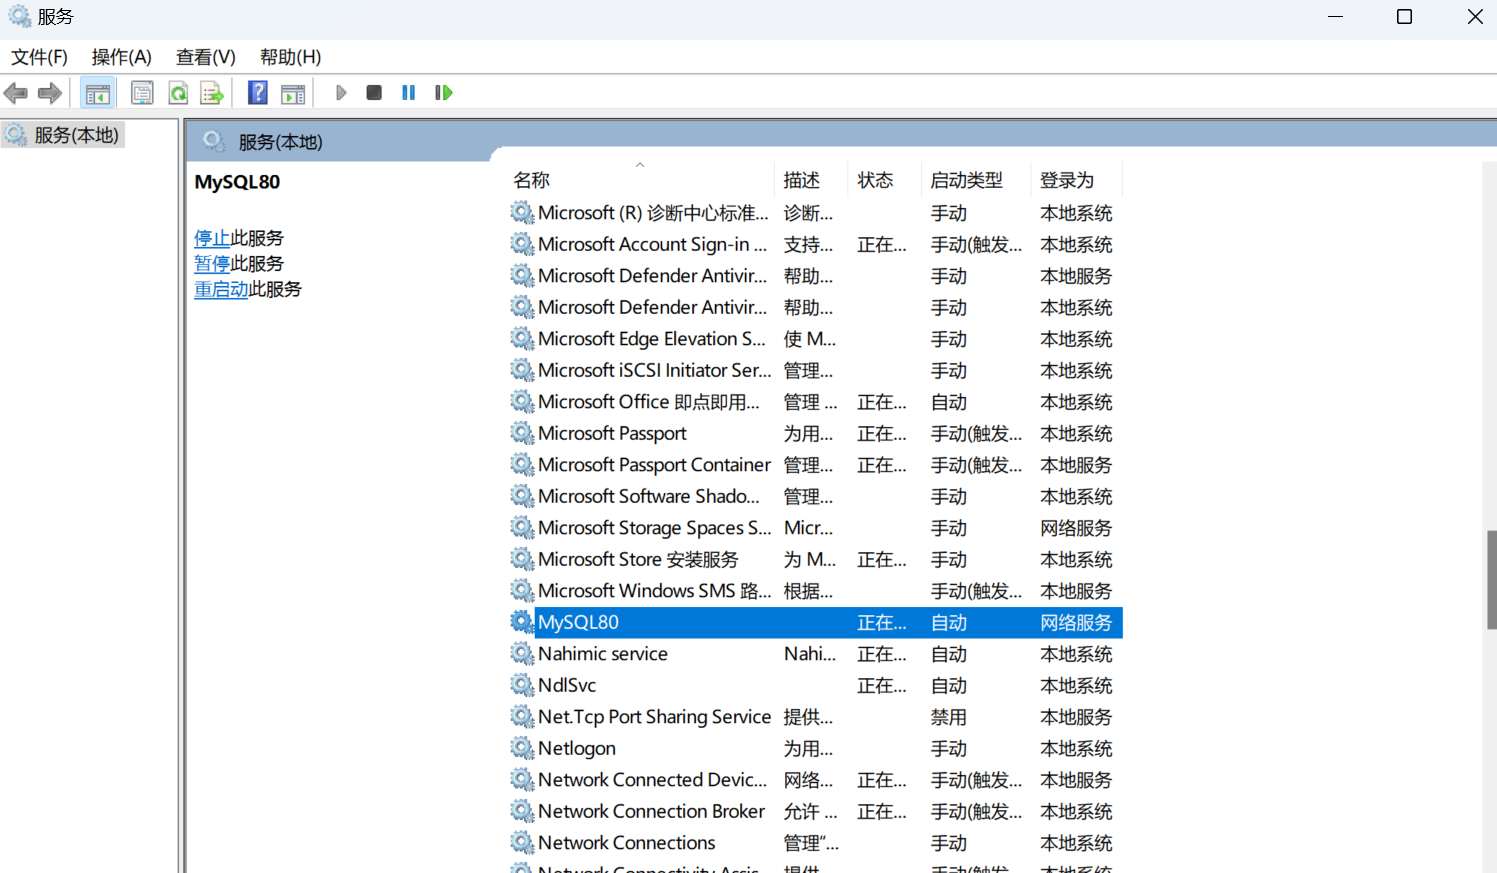 服务
文件(F) 操作(A) 查看(V) 帮助(H)
服务(本地)
服务(本地)
MySQL80
停止此服务
暂停此服务
重启动此服务
名称 描述 状态 启动类型 登录为
Microsoft (R) 诊断中心标准... 诊断... 手动 本地系统
Microsoft Account Sign-in ... 支持... 正在... 手动(触发... 本地系统
Microsoft Defender Antivir... 帮助... 手动 本地服务
Microsoft Defender Antivir... 帮助... 手动 本地系统
Microsoft Edge Elevation S... 使 M... 手动 本地系统
Microsoft iSCSI Initiator Ser... 管理... 手动 本地系统
Microsoft Office 即点即用... 管理 ... 正在... 自动 本地系统
Microsoft Passport 为用... 正在... 手动(触发... 本地系统
Microsoft Passport Container 管理... 正在... 手动(触发... 本地服务
Microsoft Software Shado... 管理... 手动 本地系统
Microsoft Storage Spaces S... Micr... 手动 网络服务
Microsoft Store 安装服务 为 M... 正在... 手动 本地系统
Microsoft Windows SMS 路... 根据... 手动(触发... 本地服务
MySQL80 正在... 自动 网络服务
Nahimic service Nahi... 正在... 自动 本地系统
NdlSvc 正在... 自动 本地系统
Net.Tcp Port Sharing Service 提供... 禁用 本地服务
Netlogon 为用... 手动 本地系统
Network Connected Devic... 网络... 正在... 手动(触发... 本地服务
Network Connection Broker 允许 ... 正在... 手动(触发... 本地系统
Network Connections 管理“... 手动 本地系统
Network Connectivity Assis... 提供... 手动(触发... 本地系统